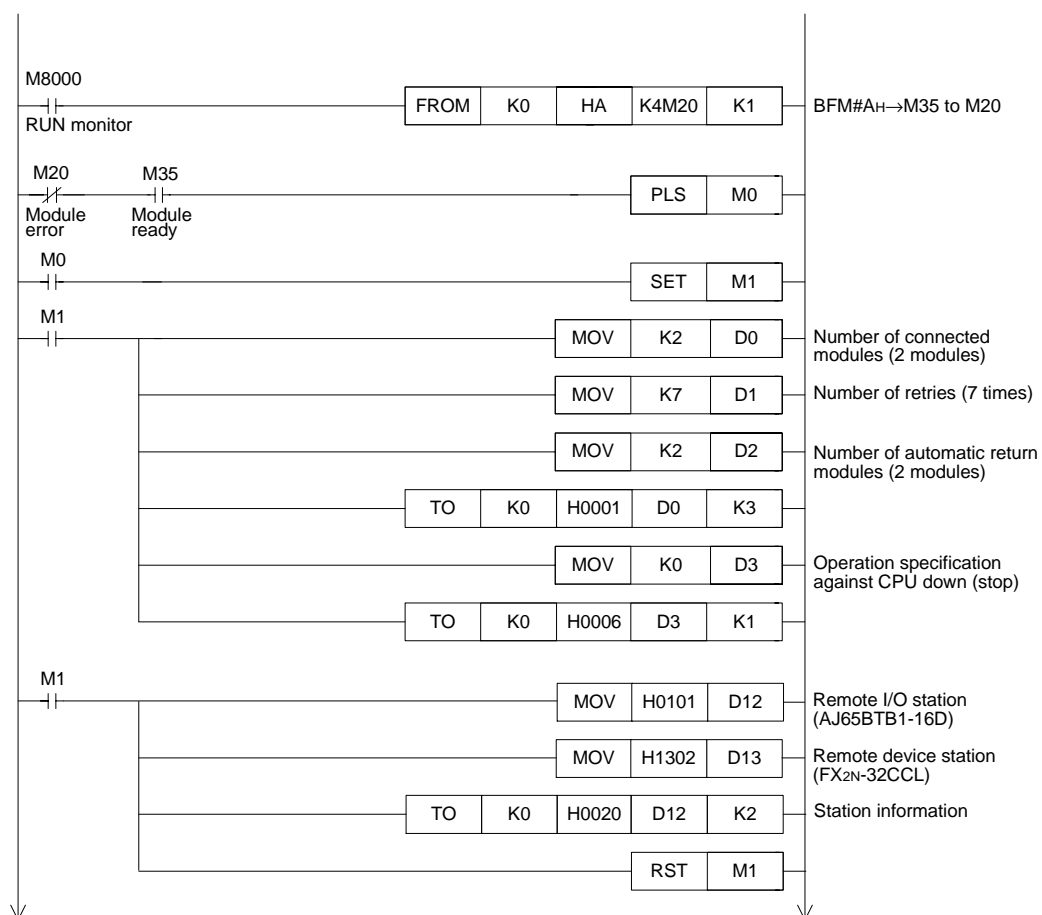 M8000
FROM K0 HA K4M20 K1 BFM#AH→M35 to M20
RUN monitor
M20 M35
PLS M0
Module error
Module ready
M0
SET M1
M1
MOV K2 D0
Number of connected
modules (2 modules)
MOV K7 D1
Number of retries (7 times)
MOV K2 D2
Number of automatic return
modules (2 modules)
TO K0 H0001 D0 K3
MOV K0 D3
Operation specification
against CPU down (stop)
TO K0 H0006 D3 K1
M1
MOV H0101 D12
Remote I/O station
(AJ65BTB1-16D)
MOV H1302 D13
Remote device station
(FX2N-32CCL)
TO K0 H0020 D12 K2
Station information
RST M1